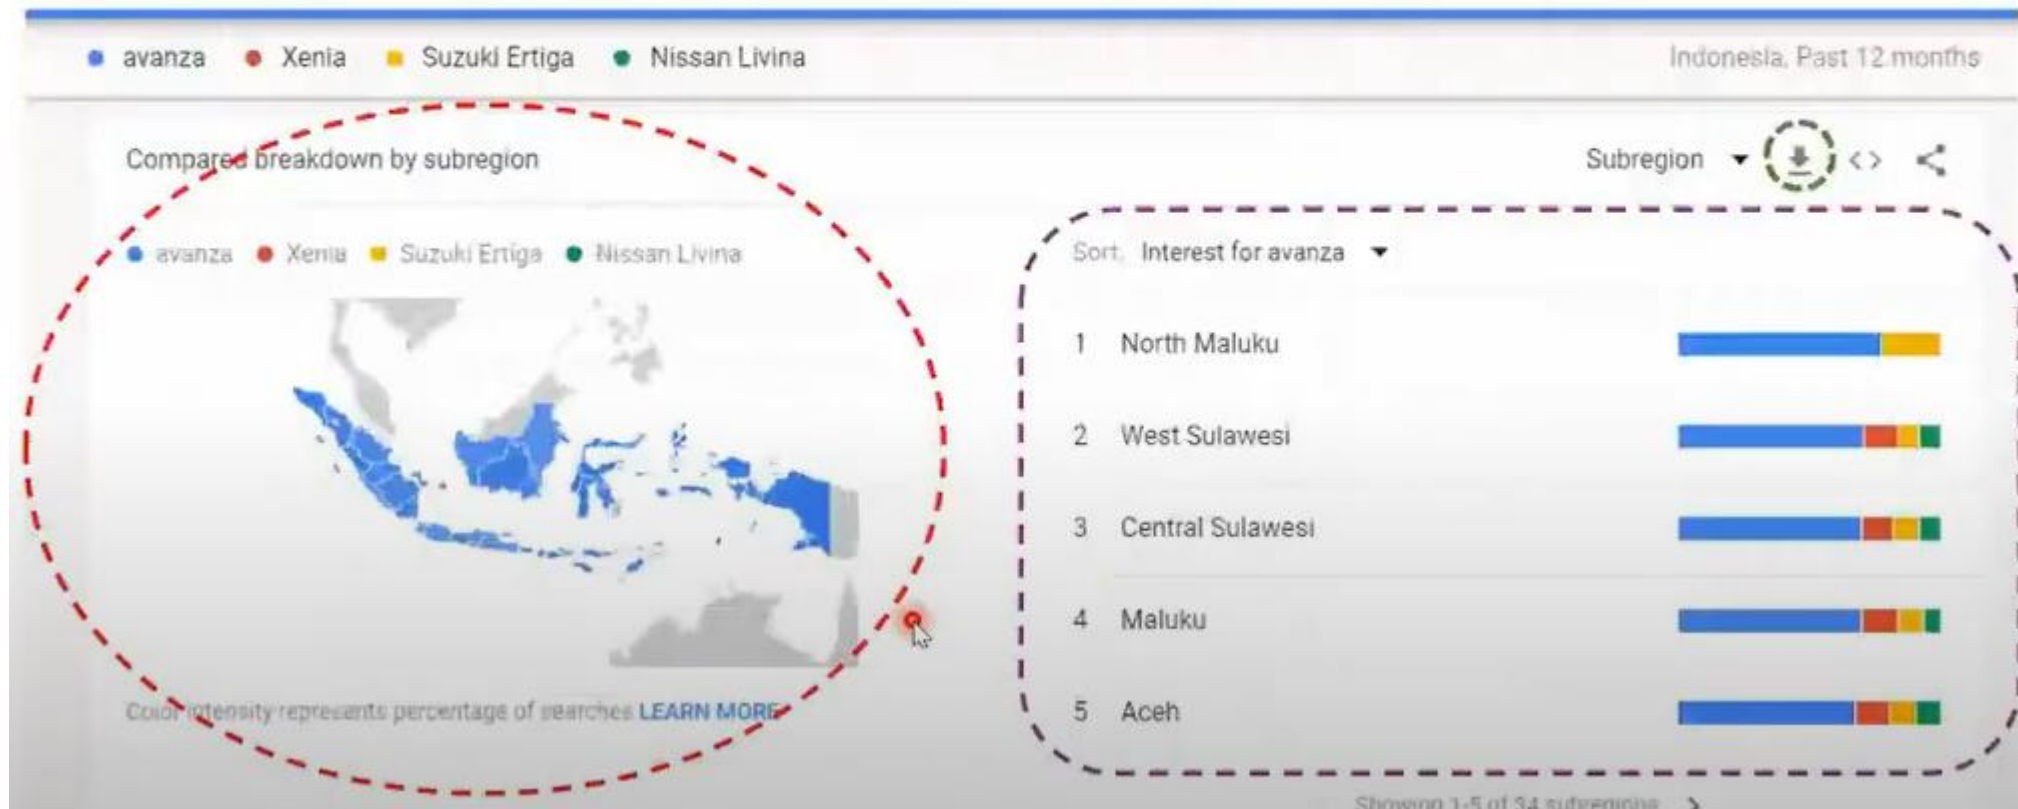 avanza Xenia Suzuki Ertiga Nissan Livina
Indonesia, Past 12 months
Compared breakdown by subregion
Subregion
avanza Xenia Suzuki Ertiga Nissan Livina
Color intensity represents percentage of searches LEARN MORE
Sort: Interest for avanza
1 North Maluku
2 West Sulawesi
3 Central Sulawesi
4 Maluku
5 Aceh
Showing 1-5 of 34 subregions